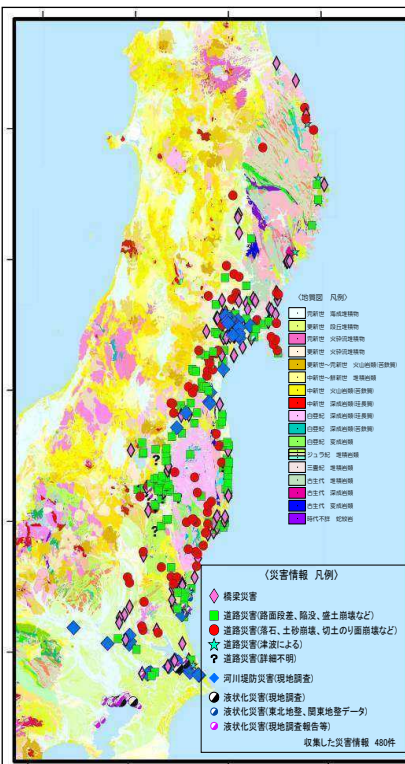 〈地質図 凡例〉
完新世 海成堆積物
更新世 段丘堆積物
完新世 火砕流堆積物
更新世 火砕流堆積物
更新世～完新世 火山岩類(苦鉄質)
中新世～鮮新世 堆積岩類
中新世 火山岩類(苦鉄質)
中新世 深成岩類(珪長質)
白亜紀 深成岩類(珪長質)
白亜紀 深成岩類(苦鉄質)
白亜紀 変成岩類
ジュラ紀 堆積岩類
三畳紀 堆積岩類
古生代 堆積岩類
古生代 深成岩類
古生代 変成岩類
時代不詳 蛇紋岩
〈災害情報 凡例〉
橋梁災害
道路災害(路面段差、陥没、盛土崩壊など)
道路災害(落石、土砂崩壊、切土のり面崩壊など)
道路災害(津波による)
? 道路災害(詳細不明)
河川堤防災害(現地調査)
液状化災害(現地調査)
液状化災害(東北地整、関東地整データ)
液状化災害(現地調査報告等)
収集した災害情報 480件